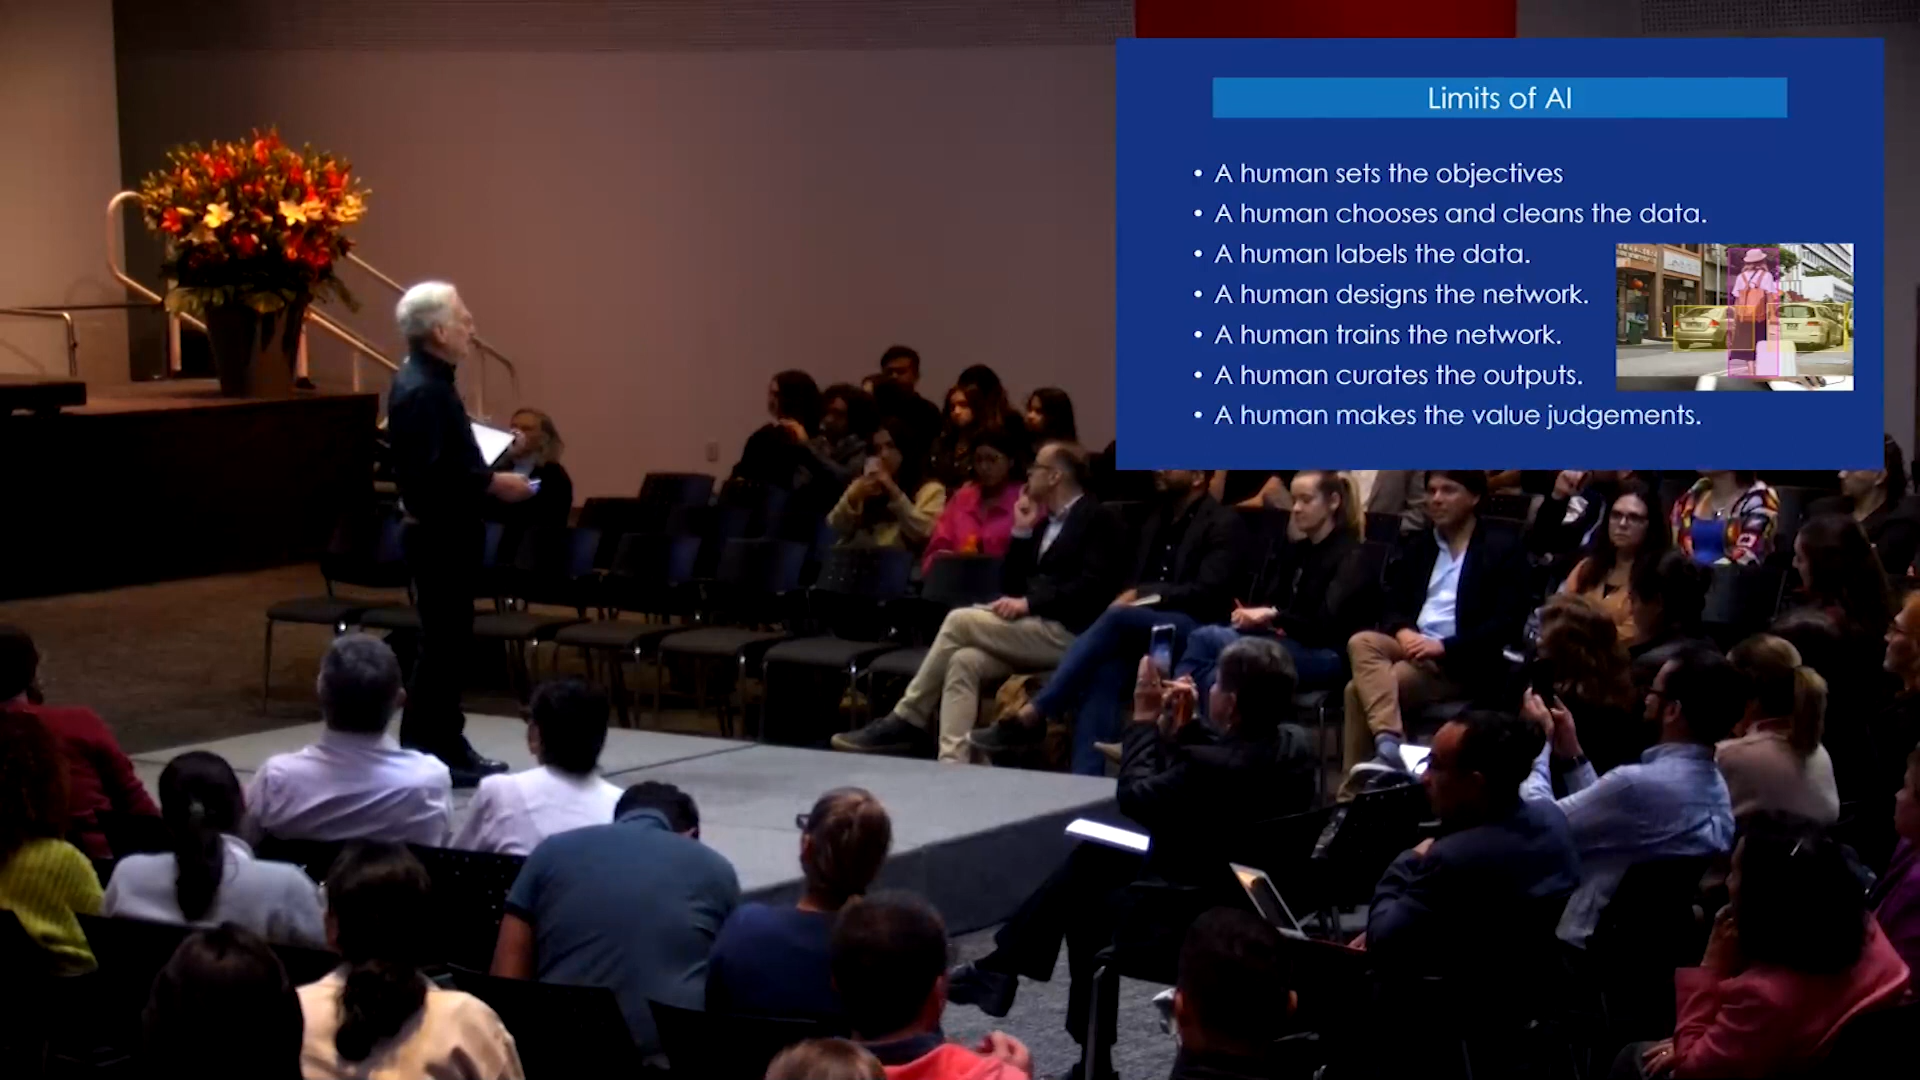 Limits of AI
• A human sets the objectives
• A human chooses and cleans the data.
• A human labels the data.
• A human designs the network.
• A human trains the network.
• A human curates the outputs.
• A human makes the value judgements.